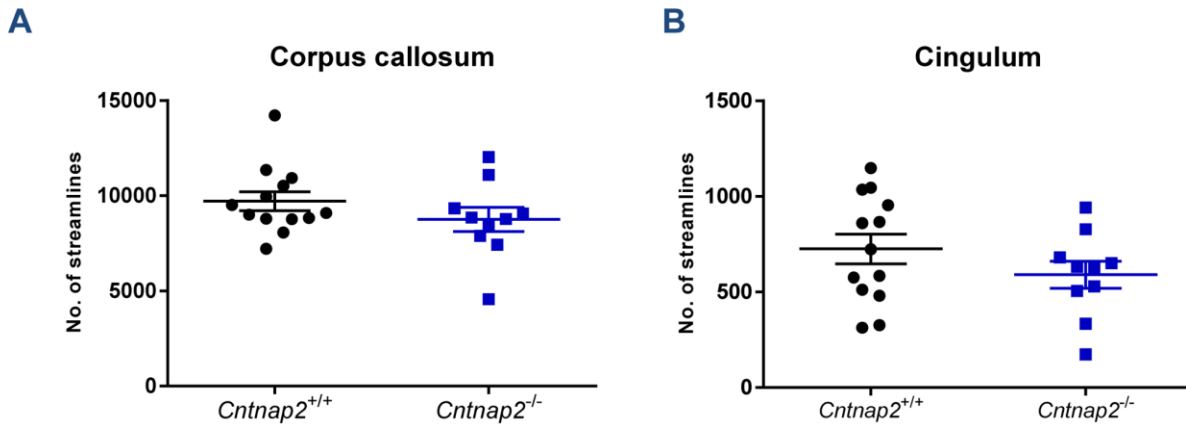 A
Corpus callosum
No. of streamlines
15000
10000
5000
0
Cntnap2+/+
Cntnap2-/-
B
Cingulum
No. of streamlines
1500
1000
500
0
Cntnap2+/+
Cntnap2-/-